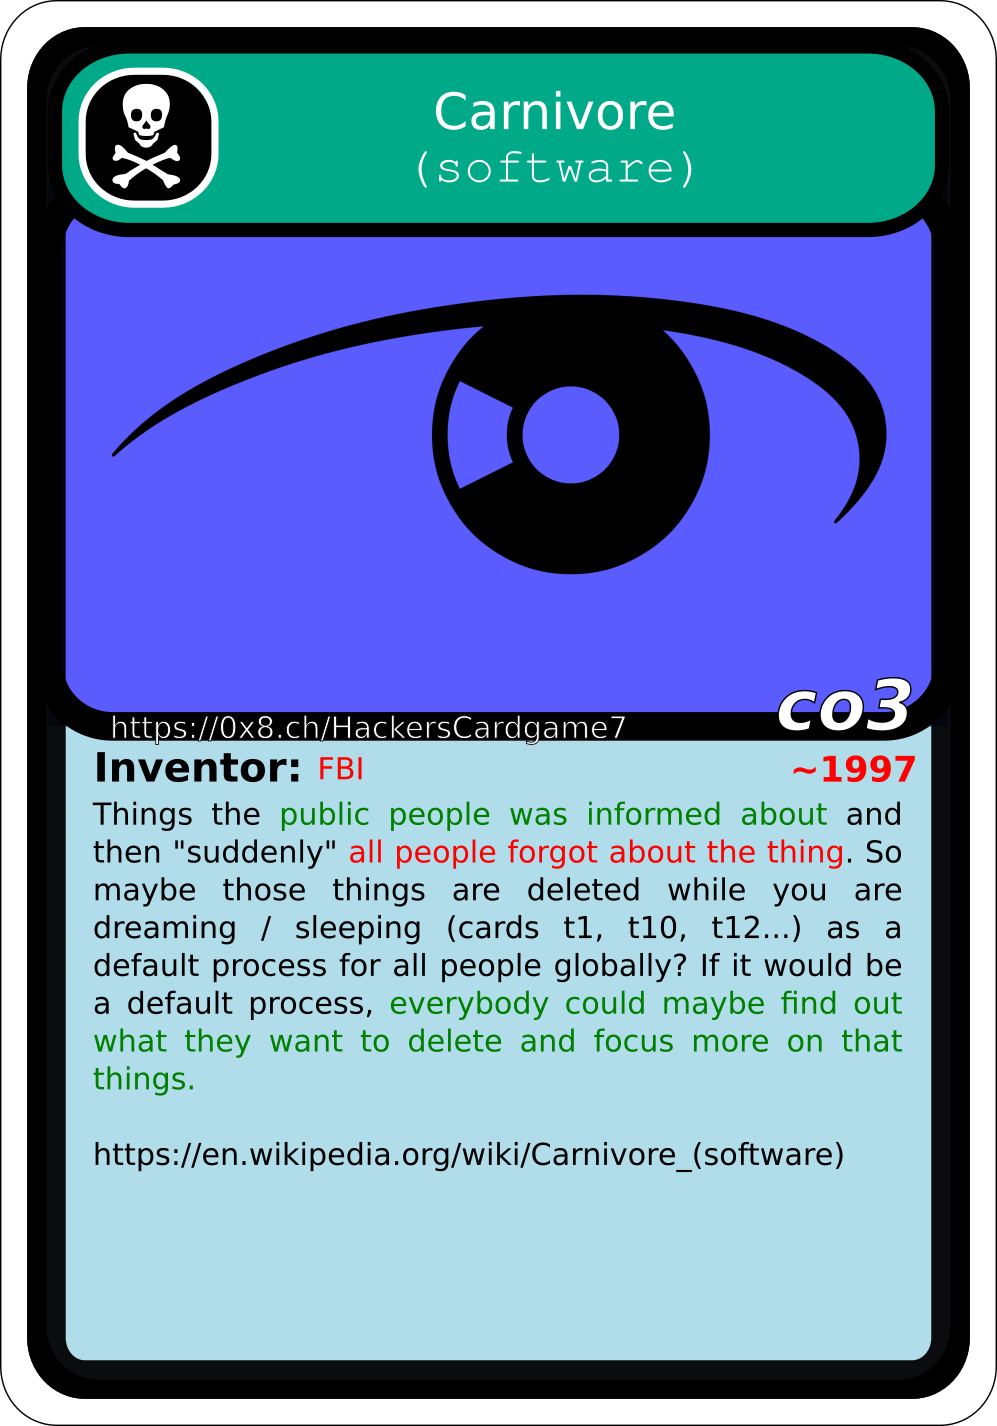 Carnivore
(software)
co3
https://0x8.ch/HackersCardgame7
Inventor: FBI ~1997
Things the public people was informed about and
then "suddenly" all people forgot about the thing. So
maybe those things are deleted while you are
dreaming / sleeping (cards t1, t10, t12...) as a
default process for all people globally? If it would be
a default process, everybody could maybe find out
what they want to delete and focus more on that
things.
https://en.wikipedia.org/wiki/Carnivore_(software)